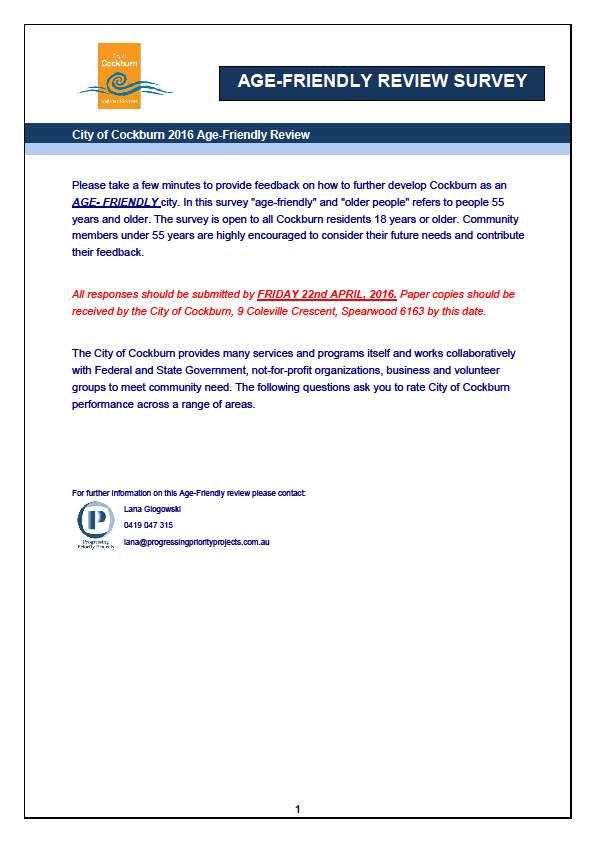 City of
Cockburn
AGE-FRIENDLY REVIEW SURVEY
City of Cockburn 2016 Age-Friendly Review
Please take a few minutes to provide feedback on how to further develop Cockburn as an
AGE- FRIENDLY city. In this survey "age-friendly" and "older people" refers to people 55
years and older. The survey is open to all Cockburn residents 18 years or older. Community
members under 55 years are highly encouraged to consider their future needs and contribute
their feedback.
All responses should be submitted by FRIDAY 22nd APRIL, 2016. Paper copies should be
received by the City of Cockburn, 9 Coleville Crescent, Spearwood 6163 by this date.
The City of Cockburn provides many services and programs itself and works collaboratively
with Federal and State Government, not-for-profit organizations, business and volunteer
groups to meet community need. The following questions ask you to rate City of Cockburn
performance across a range of areas.
For further information on this Age-Friendly review please contact:
Lana Glogowski
0419 047 315
lana@progressingpriorityprojects.com.au
P
Progressing
Priority Projects
1